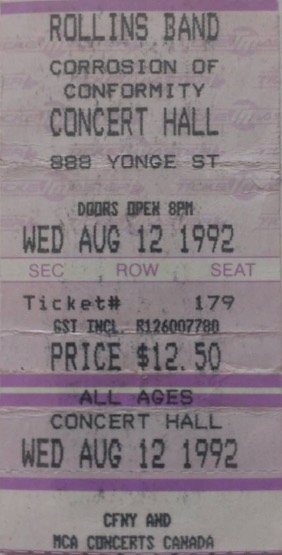 ROLLINS BAND
CORROSION OF
CONFORMITY
CONCERT HALL
888 YONGE ST
DOORS OPEN 8PM
WED AUG 12 1992
SEC ROW SEAT
Ticket# 179
GST INCL. R126007780
PRICE $12.50
ALL AGES
CONCERT HALL
WED AUG 12 1992
CFNY AND
MCA CONCERTS CANADA